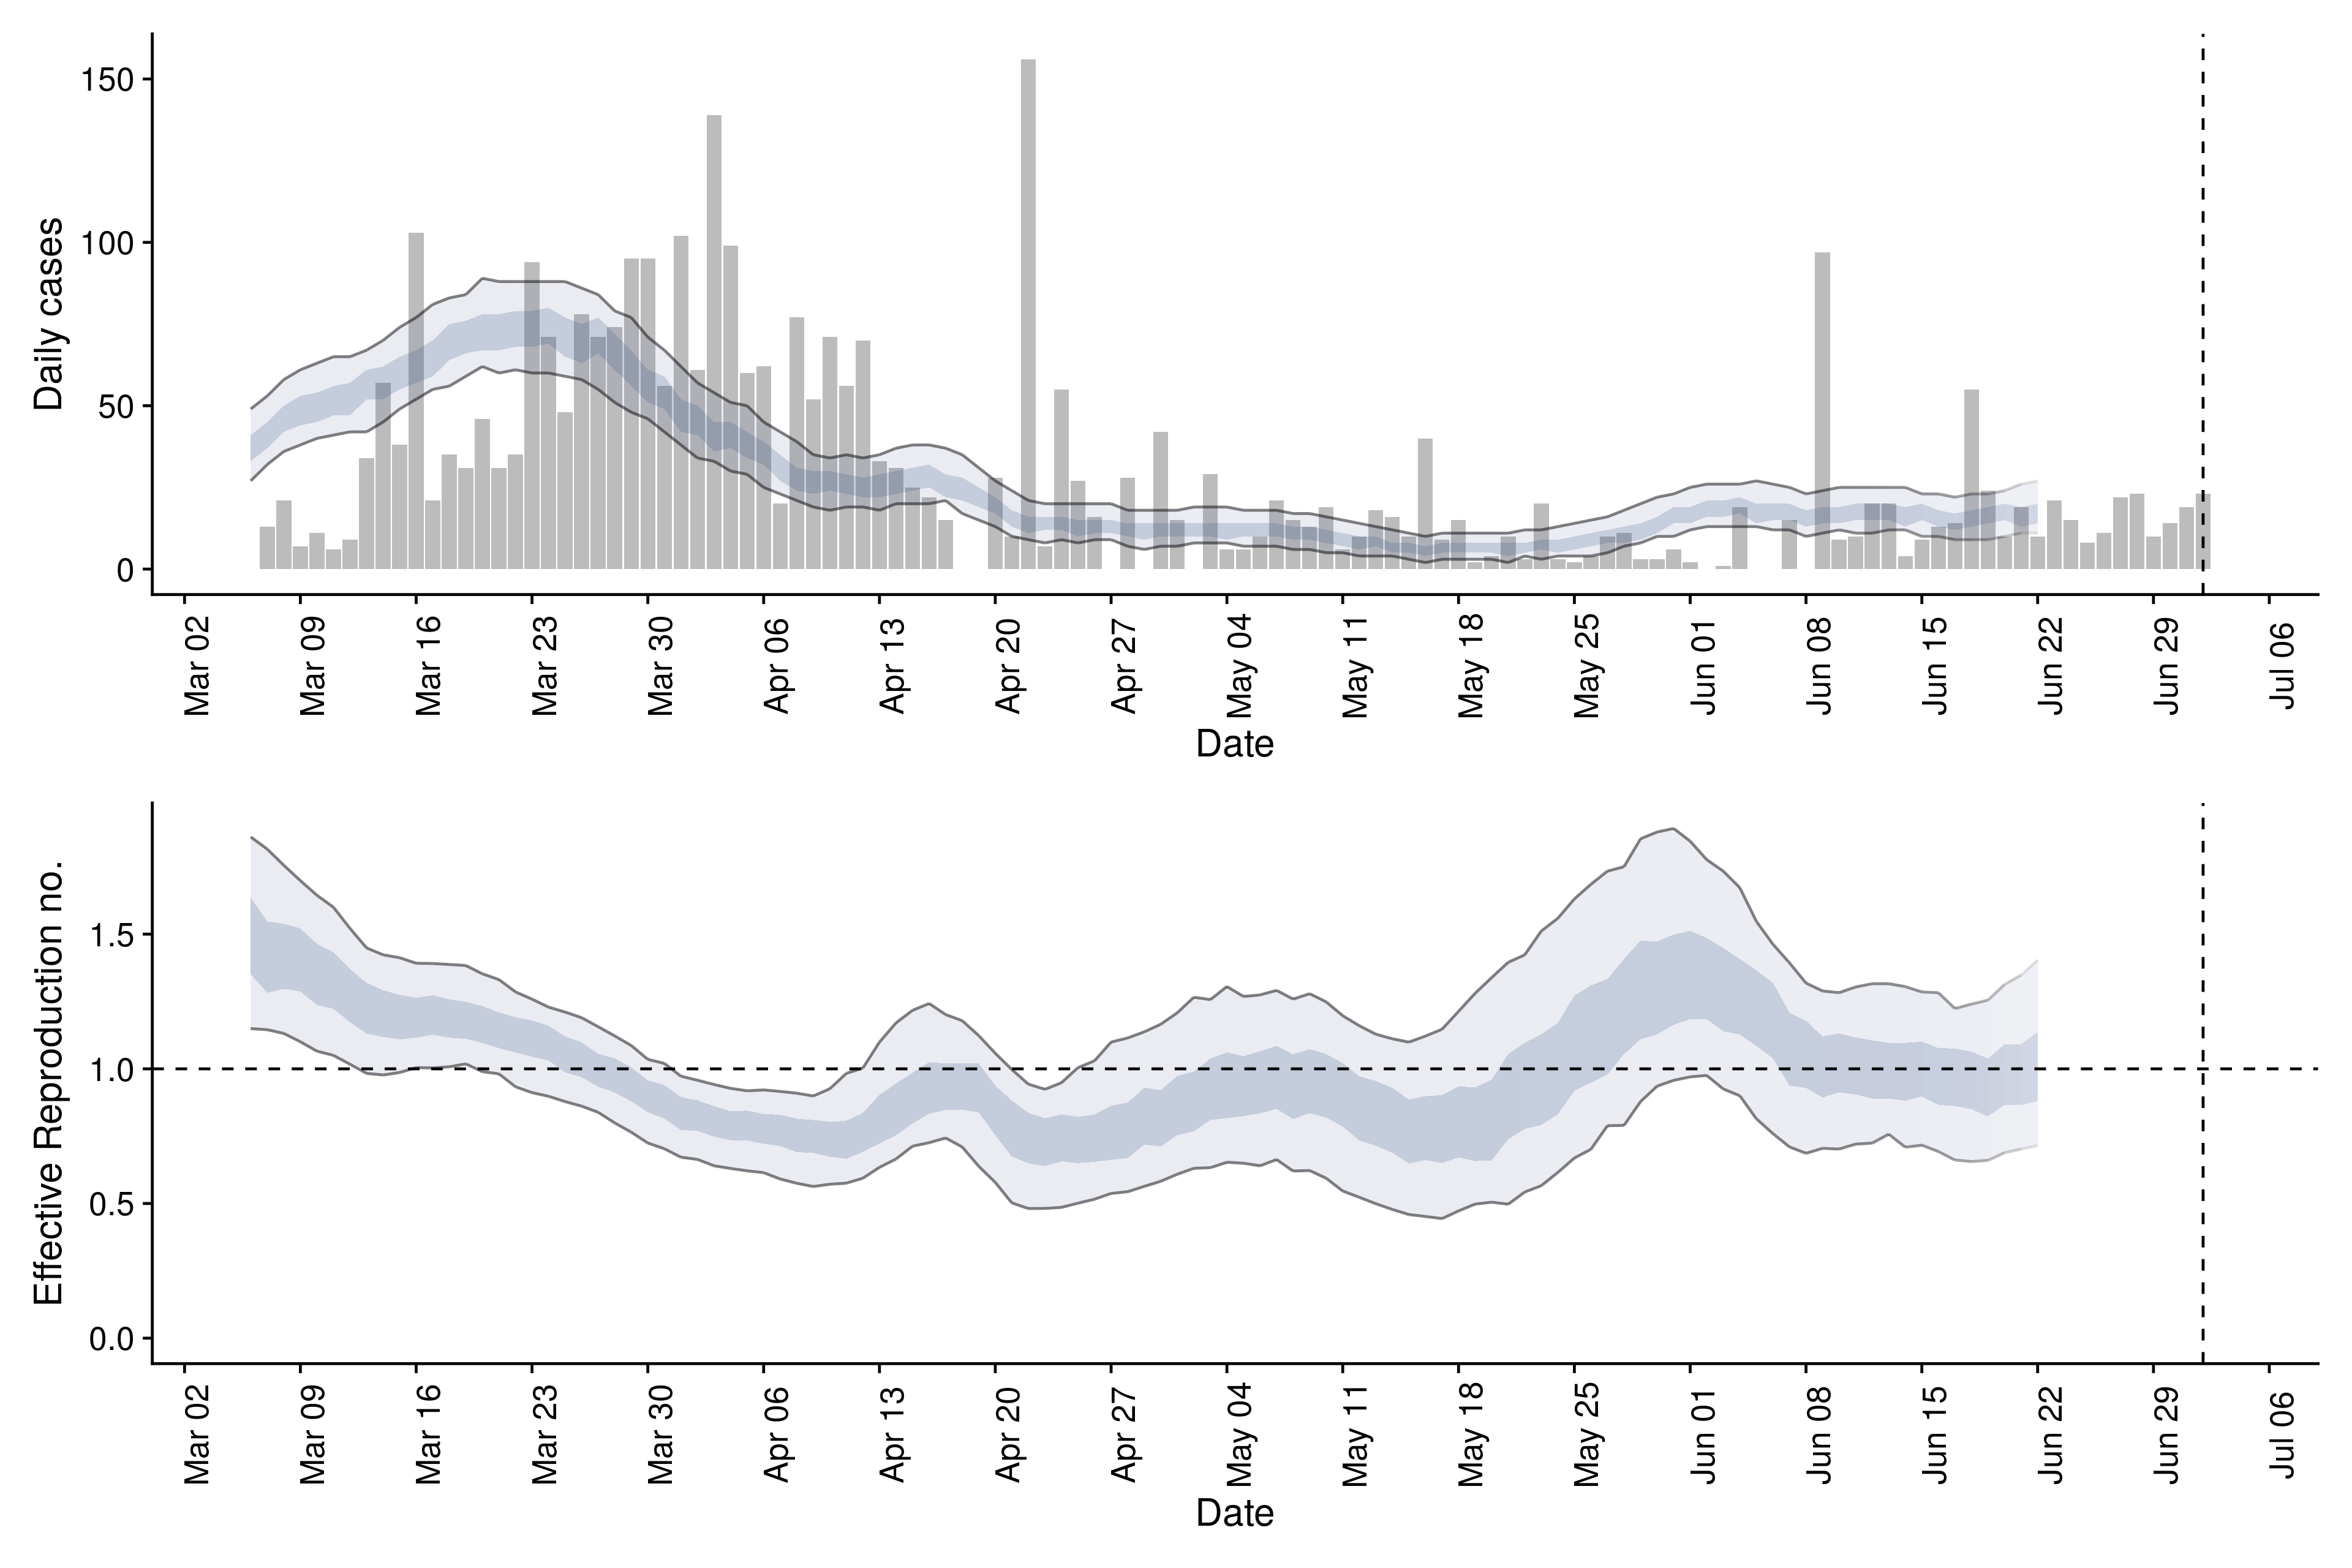 Daily cases
150
100
50
0
Mar 02
Mar 09
Mar 16
Mar 23
Mar 30
Apr 06
Apr 13
Apr 20
Apr 27
May 04
May 11
May 18
May 25
Jun 01
Jun 08
Jun 15
Jun 22
Jun 29
Jul 06
Date
Effective Reproduction no.
1.5
1.0
0.5
0.0
Mar 02
Mar 09
Mar 16
Mar 23
Mar 30
Apr 06
Apr 13
Apr 20
Apr 27
May 04
May 11
May 18
May 25
Jun 01
Jun 08
Jun 15
Jun 22
Jun 29
Jul 06
Date